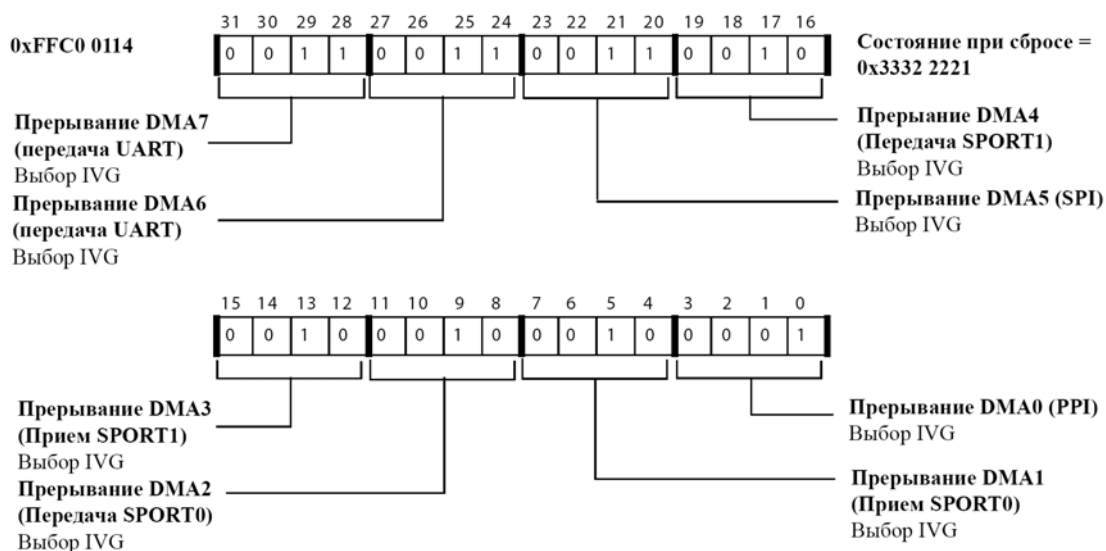 31 30 29 28 27 26 25 24 23 22 21 20 19 18 17 16
0xFFC0 0114
0 0 1 1 0 0 1 1 0 0 1 1 0 0 1 0
Состояние при сбросе =
0x3332 2221
Прерывание DMA7
(передача UART)
Выбор IVG
Прерывание DMA6
(передача UART)
Выбор IVG
Прерыание DMA4
(Передача SPORT1)
Выбор IVG
Прерывание DMA5 (SPI)
Выбор IVG
15 14 13 12 11 10 9 8 7 6 5 4 3 2 1 0
0 0 1 0 0 0 1 0 0 0 1 0 0 0 0 1
Прерывание DMA3
(Прием SPORT1)
Выбор IVG
Прерывание DMA2
(Передача SPORT0)
Выбор IVG
Прерывание DMA0 (PPI)
Выбор IVG
Прерывание DMA1
(Прием SPORT0)
Выбор IVG